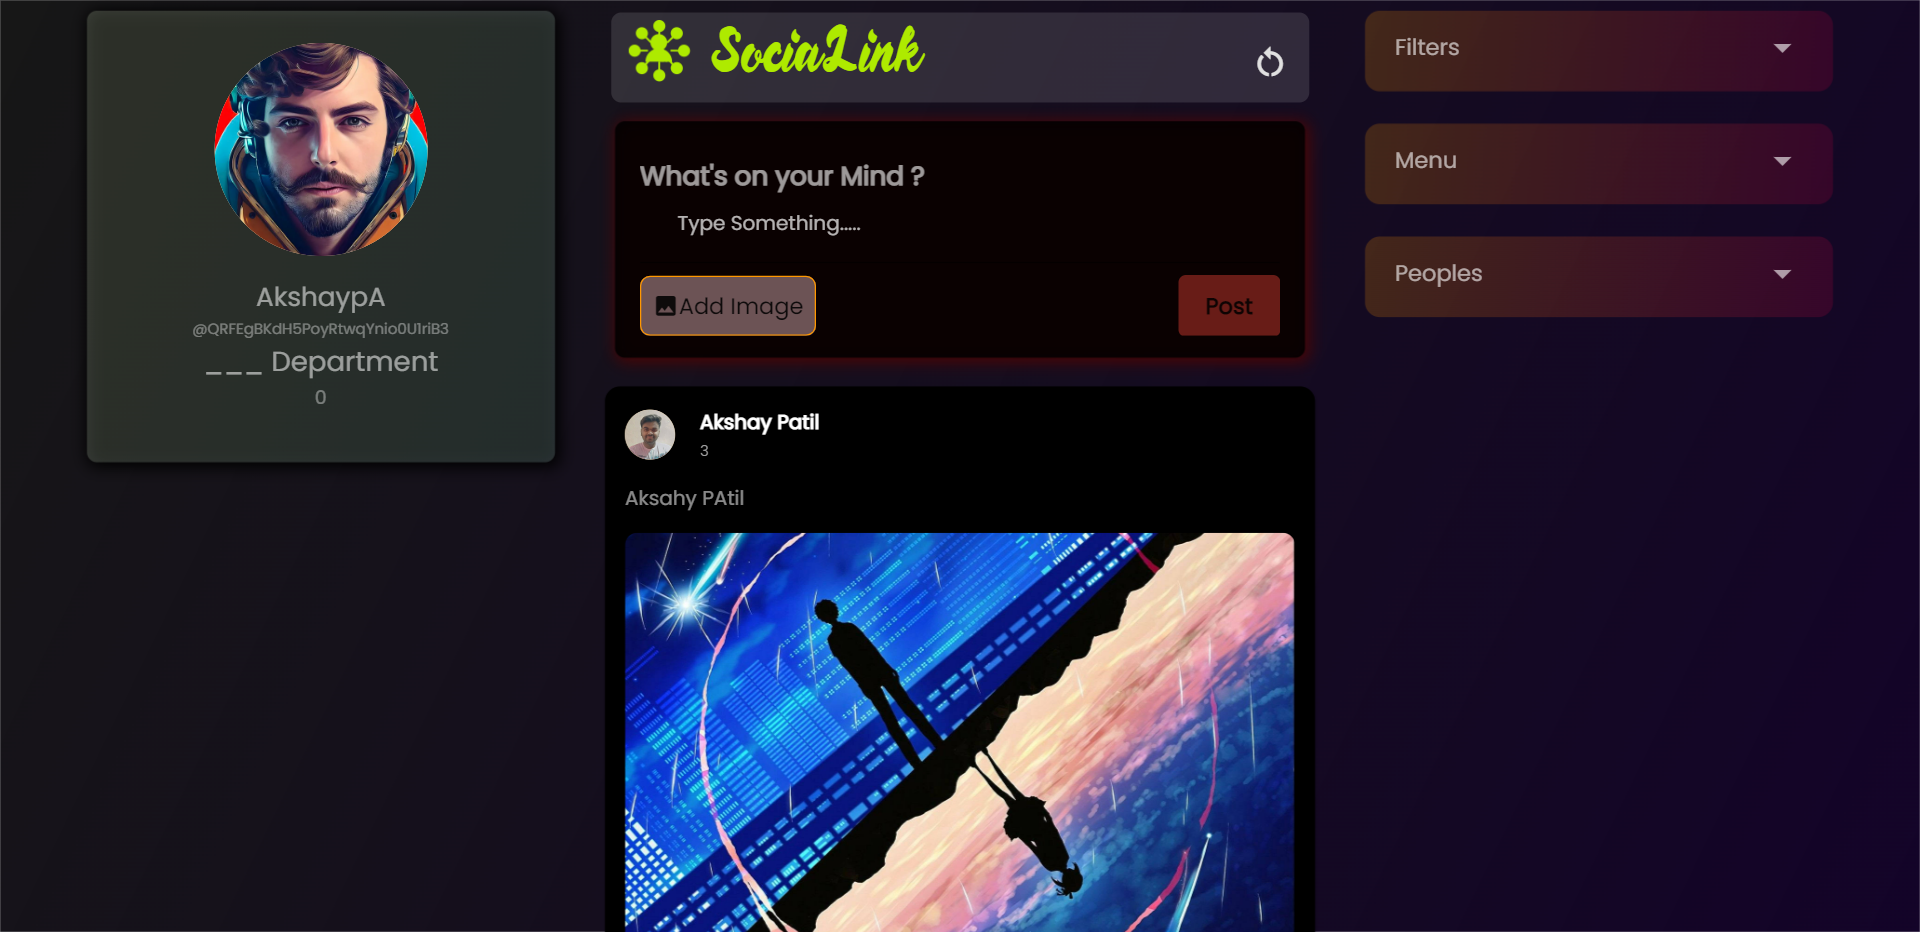 AkshaypA
@QRFEgBKdH5PoyRtwqYnio0U1riB3
___ Department
0
SociaLink
What's on your Mind ?
Type Something.....
Add Image
Post
Akshay Patil
3
Aksahy PAtil
Filters
Menu
Peoples